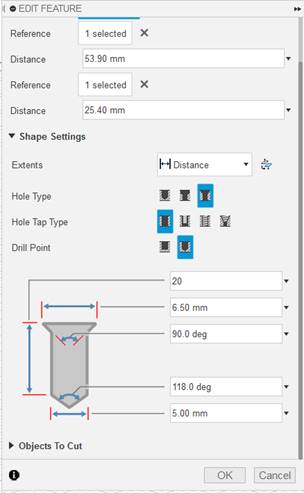 EDIT FEATURE
Reference 1 selected
Distance 53.90 mm
Reference 1 selected
Distance 25.40 mm
Shape Settings
Extents Distance
Hole Type
Hole Tap Type
Drill Point
20
6.50 mm
90.0 deg
118.0 deg
5.00 mm
Objects To Cut
OK Cancel